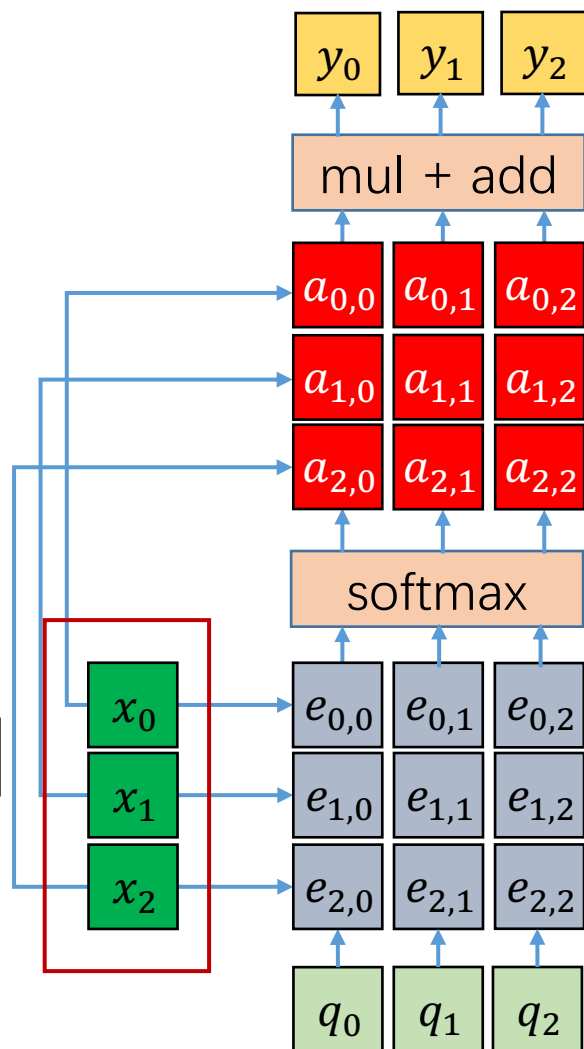 y₀ y₁ y₂
mul + add
a₀,₀ a₀,₁ a₀,₂
a₁,₀ a₁,₁ a₁,₂
a₂,₀ a₂,₁ a₂,₂
softmax
x₀ e₀,₀ e₀,₁ e₀,₂
x₁ e₁,₀ e₁,₁ e₁,₂
x₂ e₂,₀ e₂,₁ e₂,₂
q₀ q₁ q₂